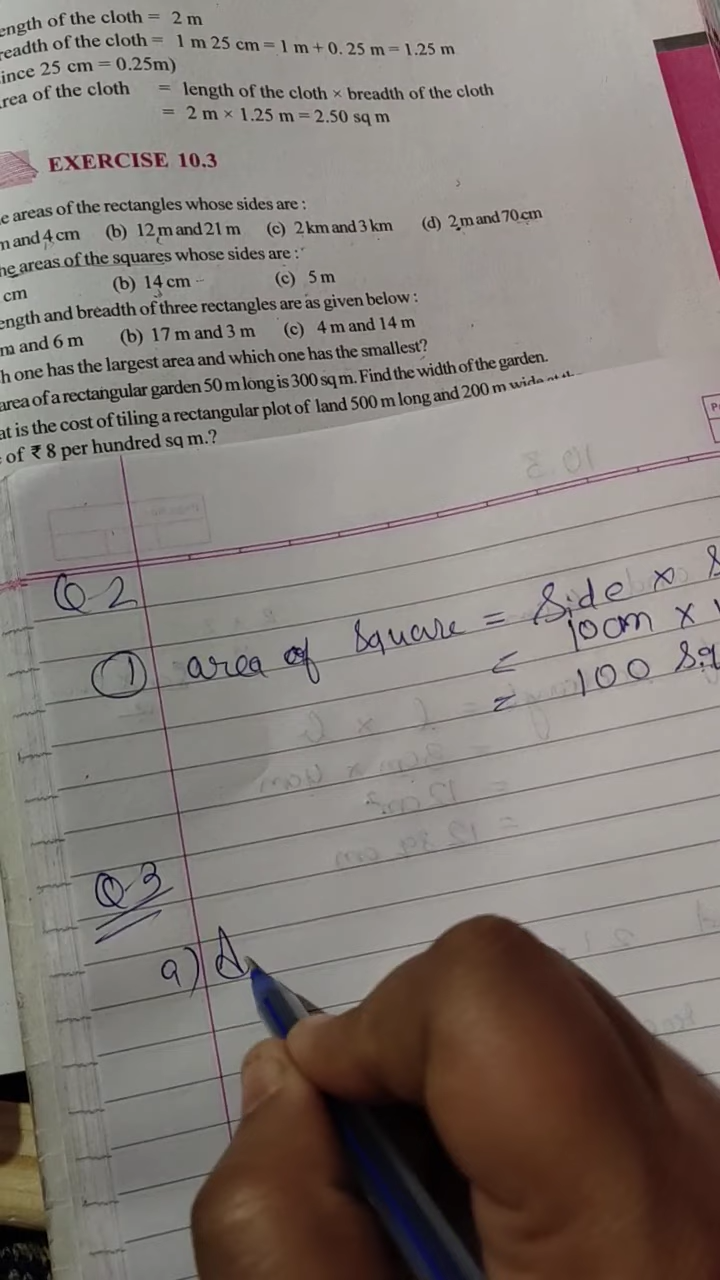 ength of the cloth = 2 m
readth of the cloth = 1 m 25 cm = 1 m + 0. 25 m = 1.25 m
ince 25 cm = 0.25m)
rea of the cloth = length of the cloth × breadth of the cloth
= 2 m × 1.25 m = 2.50 sq m
EXERCISE 10.3
e areas of the rectangles whose sides are :
m and 4 cm (b) 12 m and 21 m (c) 2 km and 3 km (d) 2 m and 70 cm
he areas of the squares whose sides are :
cm (b) 14 cm (c) 5 m
ength and breadth of three rectangles are as given below :
m and 6 m (b) 17 m and 3 m (c) 4 m and 14 m
h one has the largest area and which one has the smallest?
area of a rectangular garden 50 m long is 300 sq m. Find the width of the garden.
at is the cost of tiling a rectangular plot of land 500 m long and 200 m wide
of ₹ 8 per hundred sq m.?
Q 2
① area of Square = Side × S
= 10cm × 1
= 100 Sq
Q-3
a) A